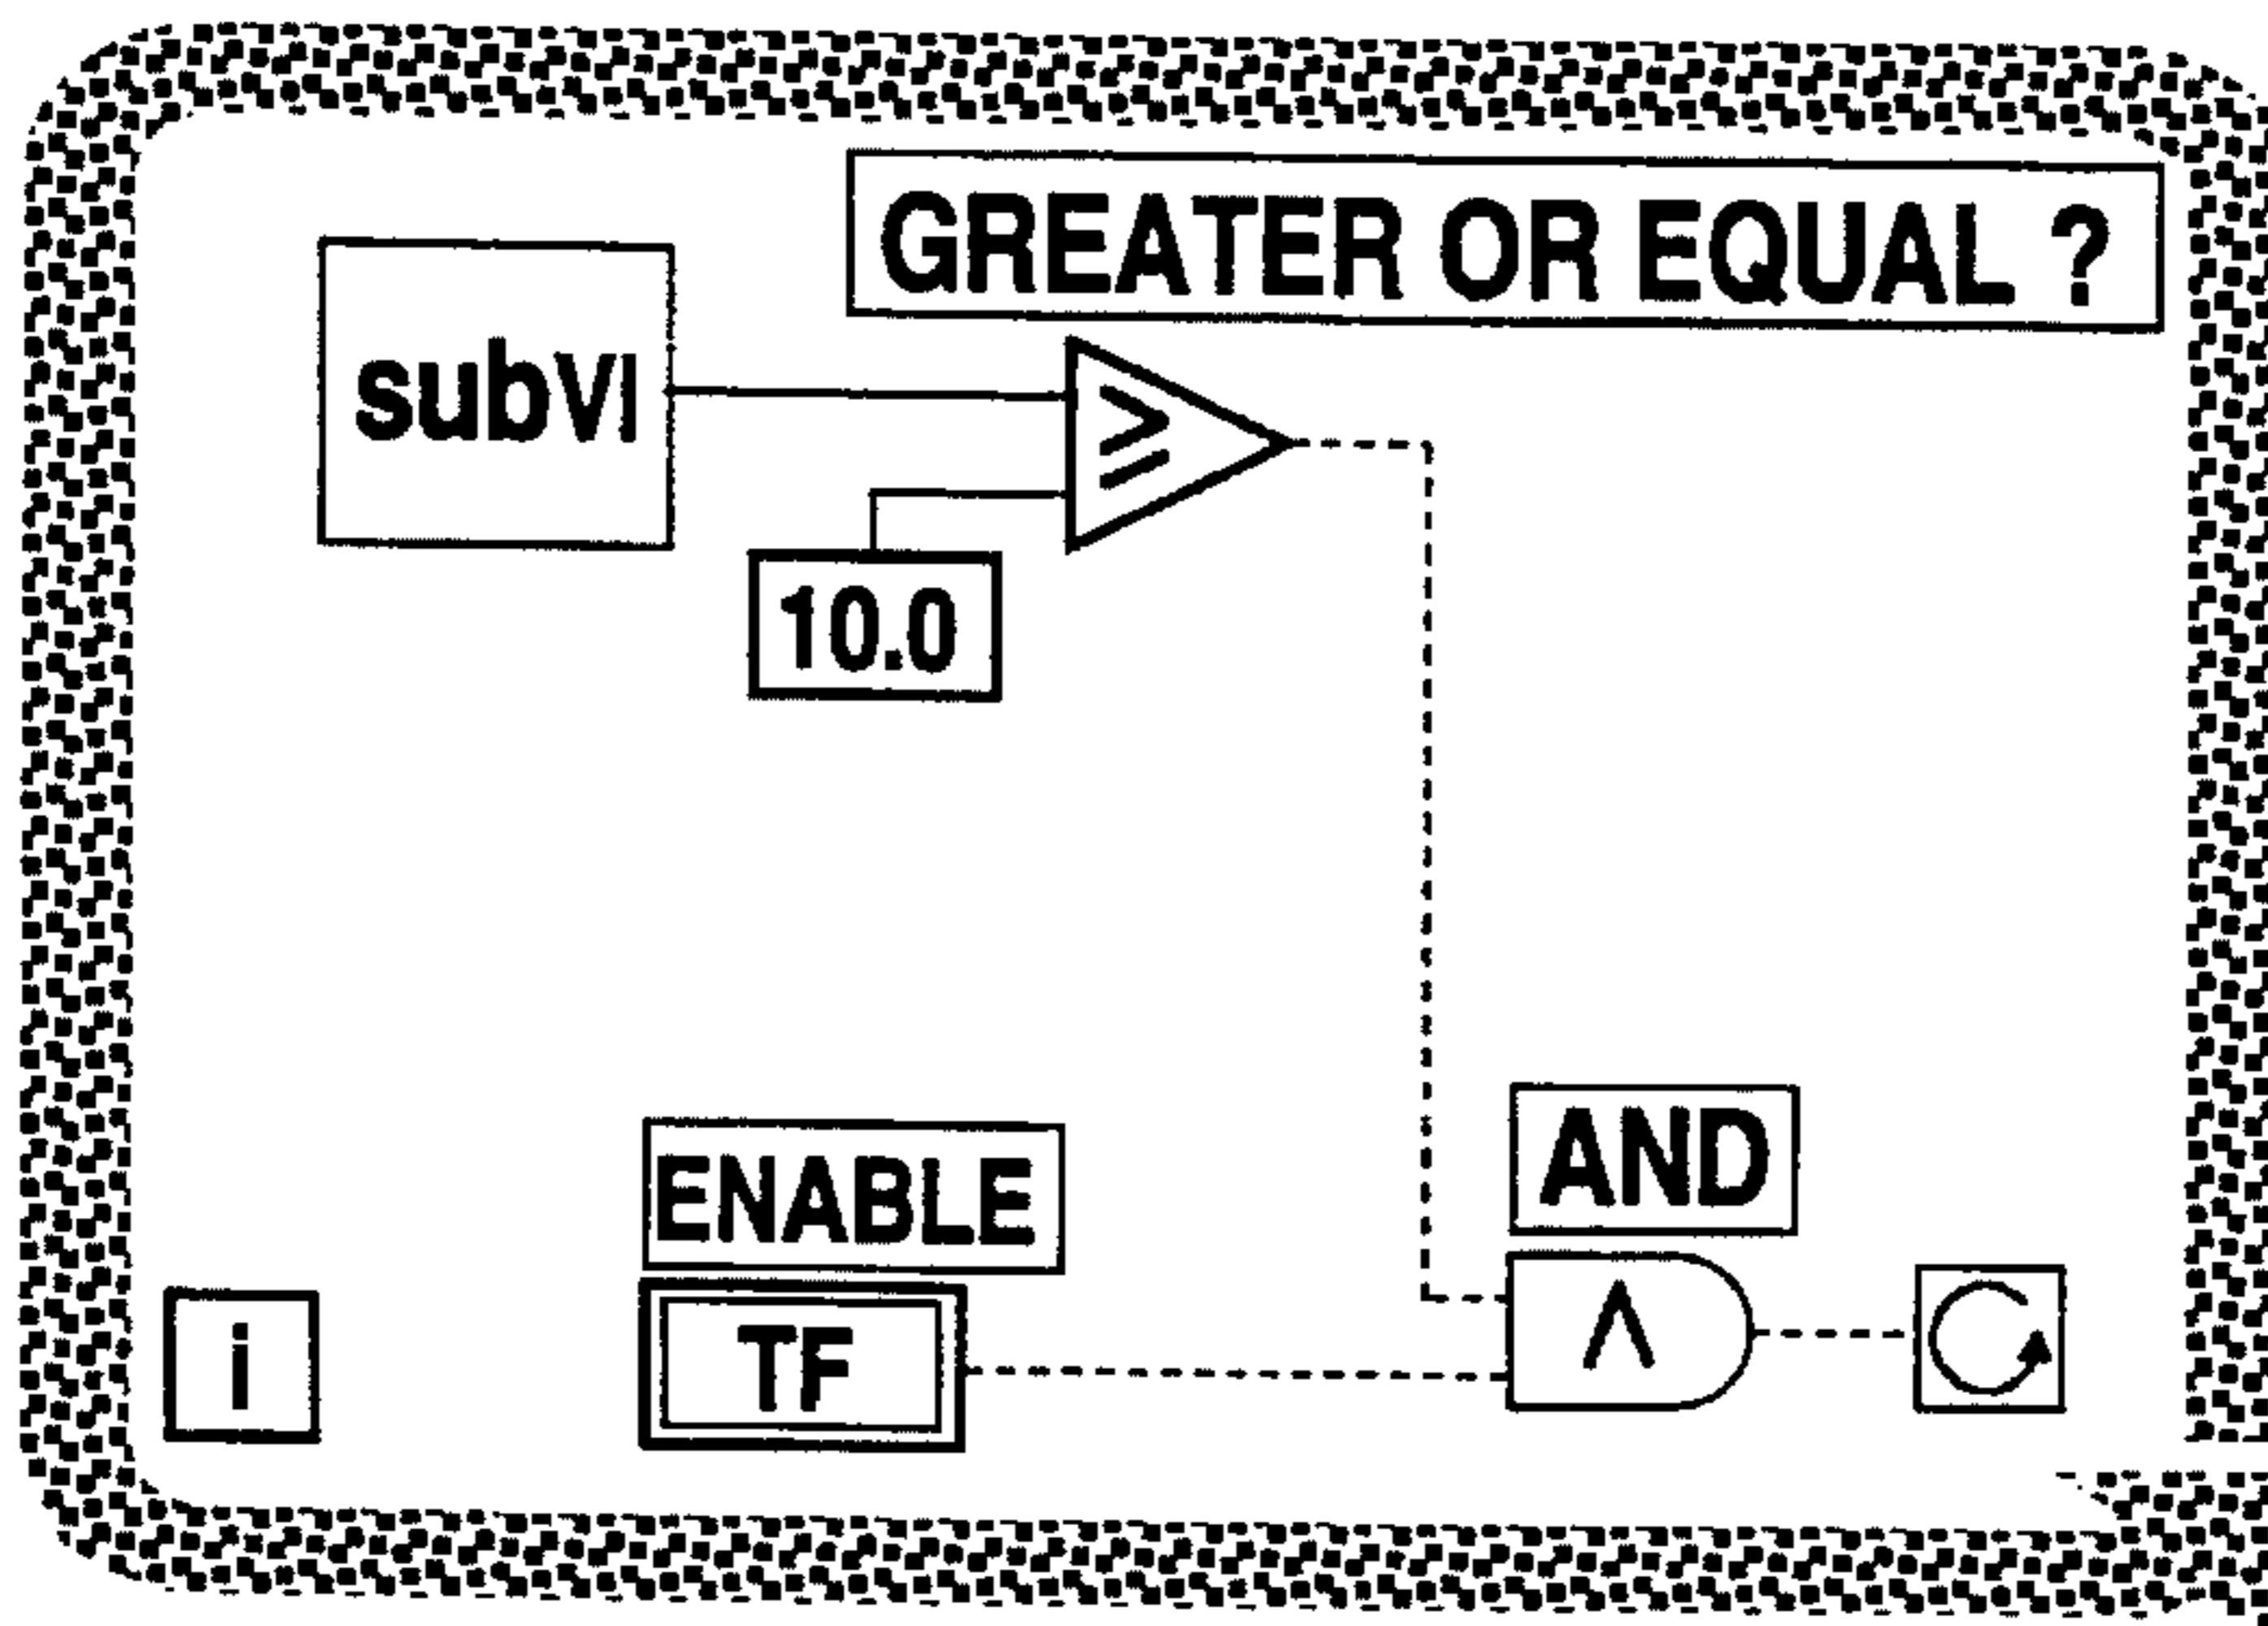 GREATER OR EQUAL ?
subVI
≥
10.0
ENABLE
AND
i
TF
∧